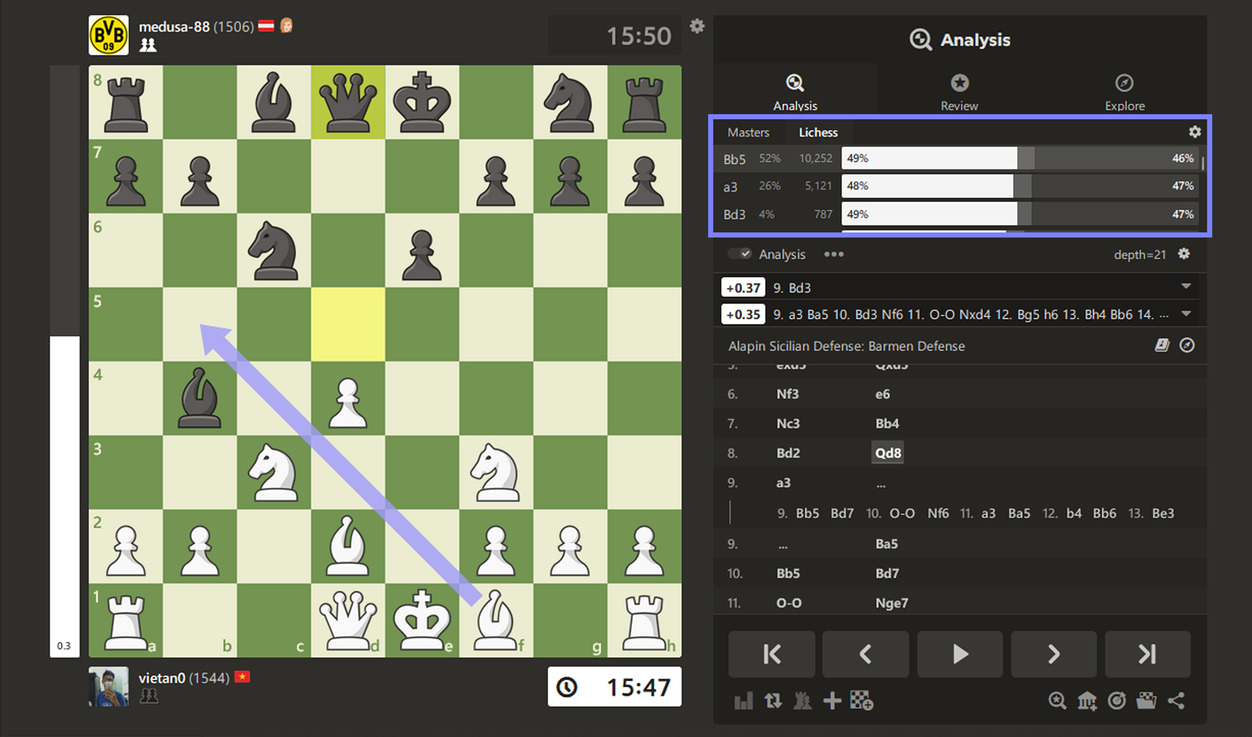 BVB
09
medusa-88 (1506)
15:50
Analysis
Analysis Review Explore
Masters Lichess
Bb5 52% 10,252 49% 46%
a3 26% 5,121 48% 47%
Bd3 4% 787 49% 47%
Analysis depth=21
+0.37 9. Bd3
+0.35 9. a3 Ba5 10. Bd3 Nf6 11. O-O Nxd4 12. Bg5 h6 13. Bh4 Bb6 14. ...
Alapin Sicilian Defense: Barmen Defense
5. exd5 Qxd5
6. Nf3 e6
7. Nc3 Bb4
8. Bd2 Qd8
9. a3 ...
9. Bb5 Bd7 10. O-O Nf6 11. a3 Ba5 12. b4 Bb6 13. Be3
9. ... Ba5
10. Bb5 Bd7
11. O-O Nge7
8
7
6
5
4
3
2
1
a b c d e f g h
0.3
vietan0 (1544)
15:47